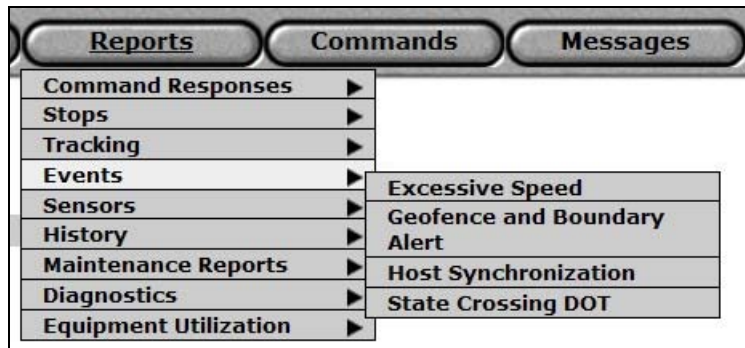 Reports Commands Messages
Command Responses
Stops
Tracking
Events
Sensors
History
Maintenance Reports
Diagnostics
Equipment Utilization
Excessive Speed
Geofence and Boundary
Alert
Host Synchronization
State Crossing DOT